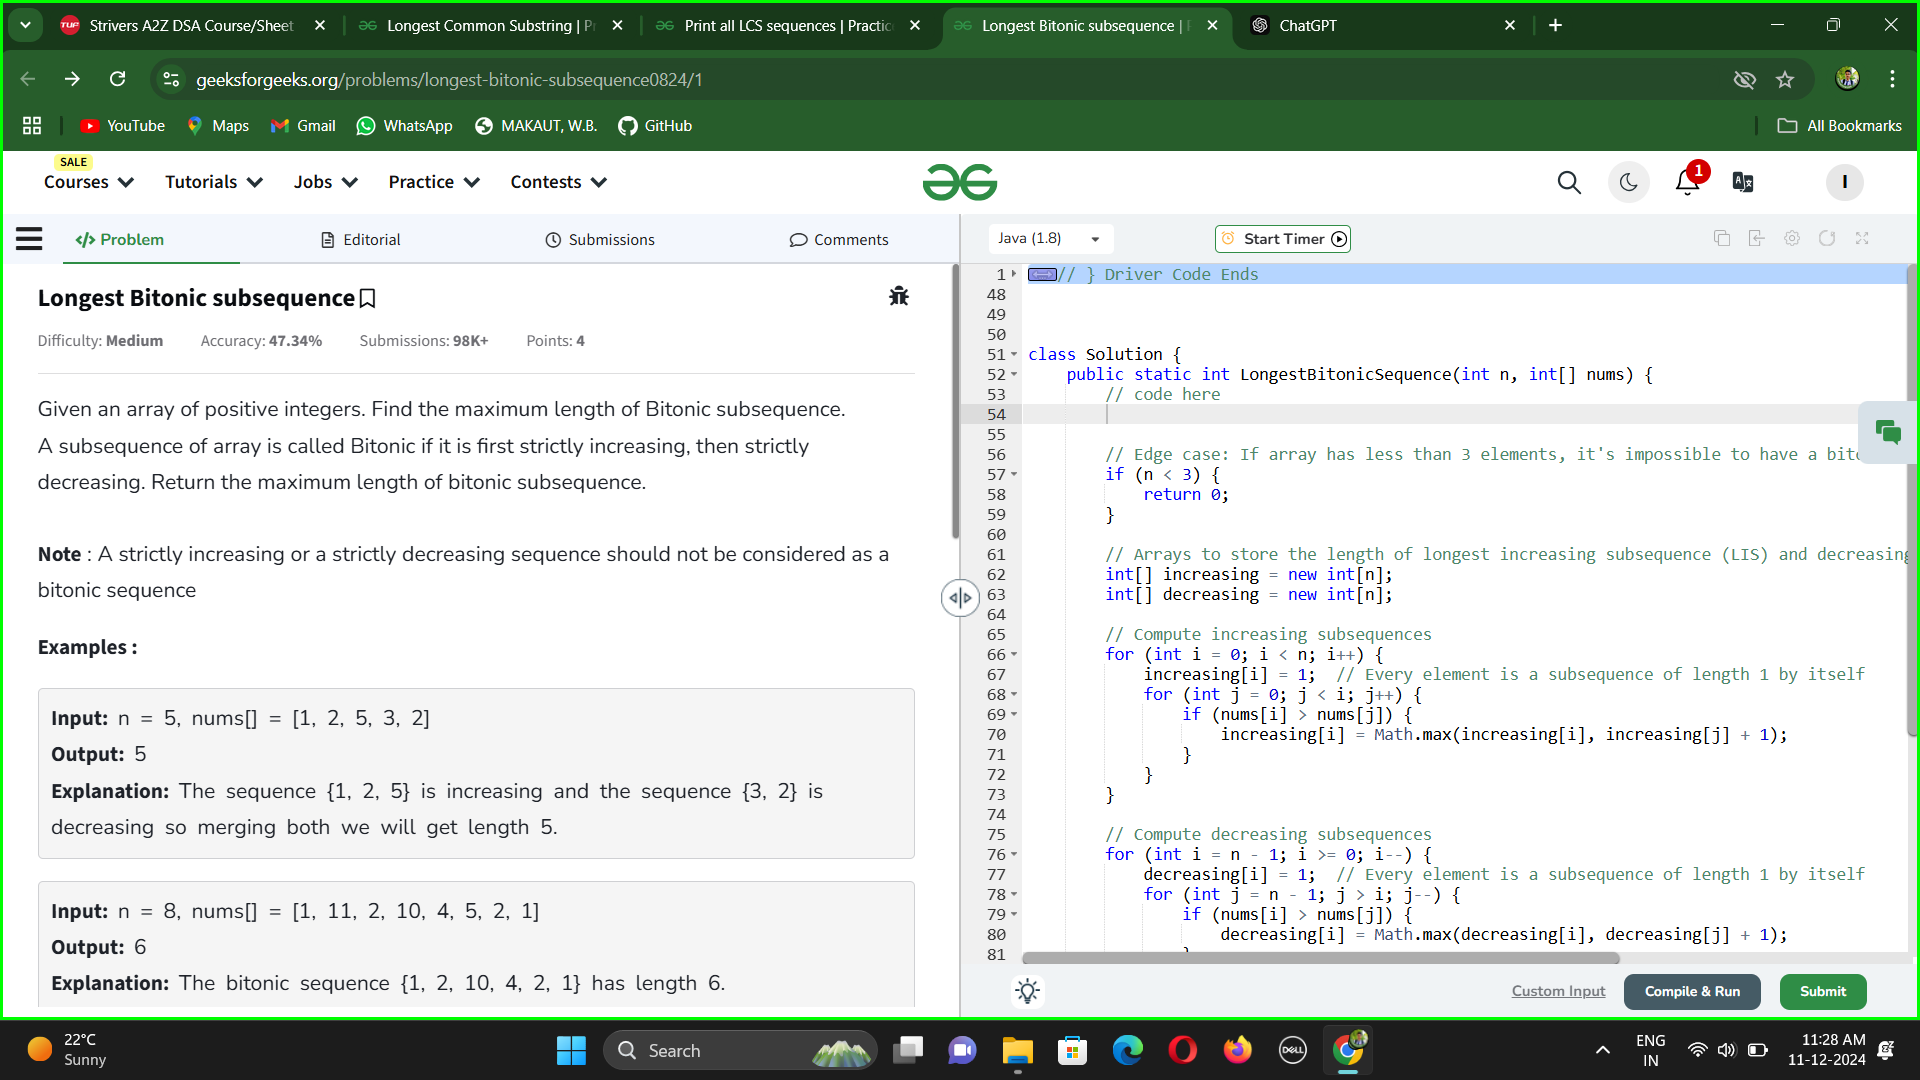 Strivers A2Z DSA Course/Sheet
Longest Common Substring | Pr
Print all LCS sequences | Practic
Longest Bitonic subsequence | P
ChatGPT
geeksforgeeks.org/problems/longest-bitonic-subsequence0824/1
YouTube
Maps
Gmail
WhatsApp
MAKAUT, W.B.
GitHub
All Bookmarks
SALE
Courses
Tutorials
Jobs
Practice
Contests
1
I
Problem
Editorial
Submissions
Comments
Longest Bitonic subsequence
Difficulty: Medium Accuracy: 47.34% Submissions: 98K+ Points: 4
Given an array of positive integers. Find the maximum length of Bitonic subsequence.
A subsequence of array is called Bitonic if it is first strictly increasing, then strictly
decreasing. Return the maximum length of bitonic subsequence.
Note : A strictly increasing or a strictly decreasing sequence should not be considered as a
bitonic sequence
Examples :
Input: n = 5, nums[] = [1, 2, 5, 3, 2]
Output: 5
Explanation: The sequence {1, 2, 5} is increasing and the sequence {3, 2} is
decreasing so merging both we will get length 5.
Input: n = 8, nums[] = [1, 11, 2, 10, 4, 5, 2, 1]
Output: 6
Explanation: The bitonic sequence {1, 2, 10, 4, 2, 1} has length 6.
Java (1.8)
Start Timer
1 // } Driver Code Ends
48
49
50
51 class Solution {
52 public static int LongestBitonicSequence(int n, int[] nums) {
53 // code here
54
55
56 // Edge case: If array has less than 3 elements, it's impossible to have a bito
57 if (n < 3) {
58 return 0;
59 }
60
61 // Arrays to store the length of longest increasing subsequence (LIS) and decreasing
62 int[] increasing = new int[n];
63 int[] decreasing = new int[n];
64
65 // Compute increasing subsequences
66 for (int i = 0; i < n; i++) {
67 increasing[i] = 1; // Every element is a subsequence of length 1 by itself
68 for (int j = 0; j < i; j++) {
69 if (nums[i] > nums[j]) {
70 increasing[i] = Math.max(increasing[i], increasing[j] + 1);
71 }
72 }
73 }
74
75 // Compute decreasing subsequences
76 for (int i = n - 1; i >= 0; i--) {
77 decreasing[i] = 1; // Every element is a subsequence of length 1 by itself
78 for (int j = n - 1; j > i; j--) {
79 if (nums[i] > nums[j]) {
80 decreasing[i] = Math.max(decreasing[i], decreasing[j] + 1);
81 }
Custom Input
Compile & Run
Submit
22°C
Sunny
Search
DELL
ENG
IN
11:28 AM
11-12-2024